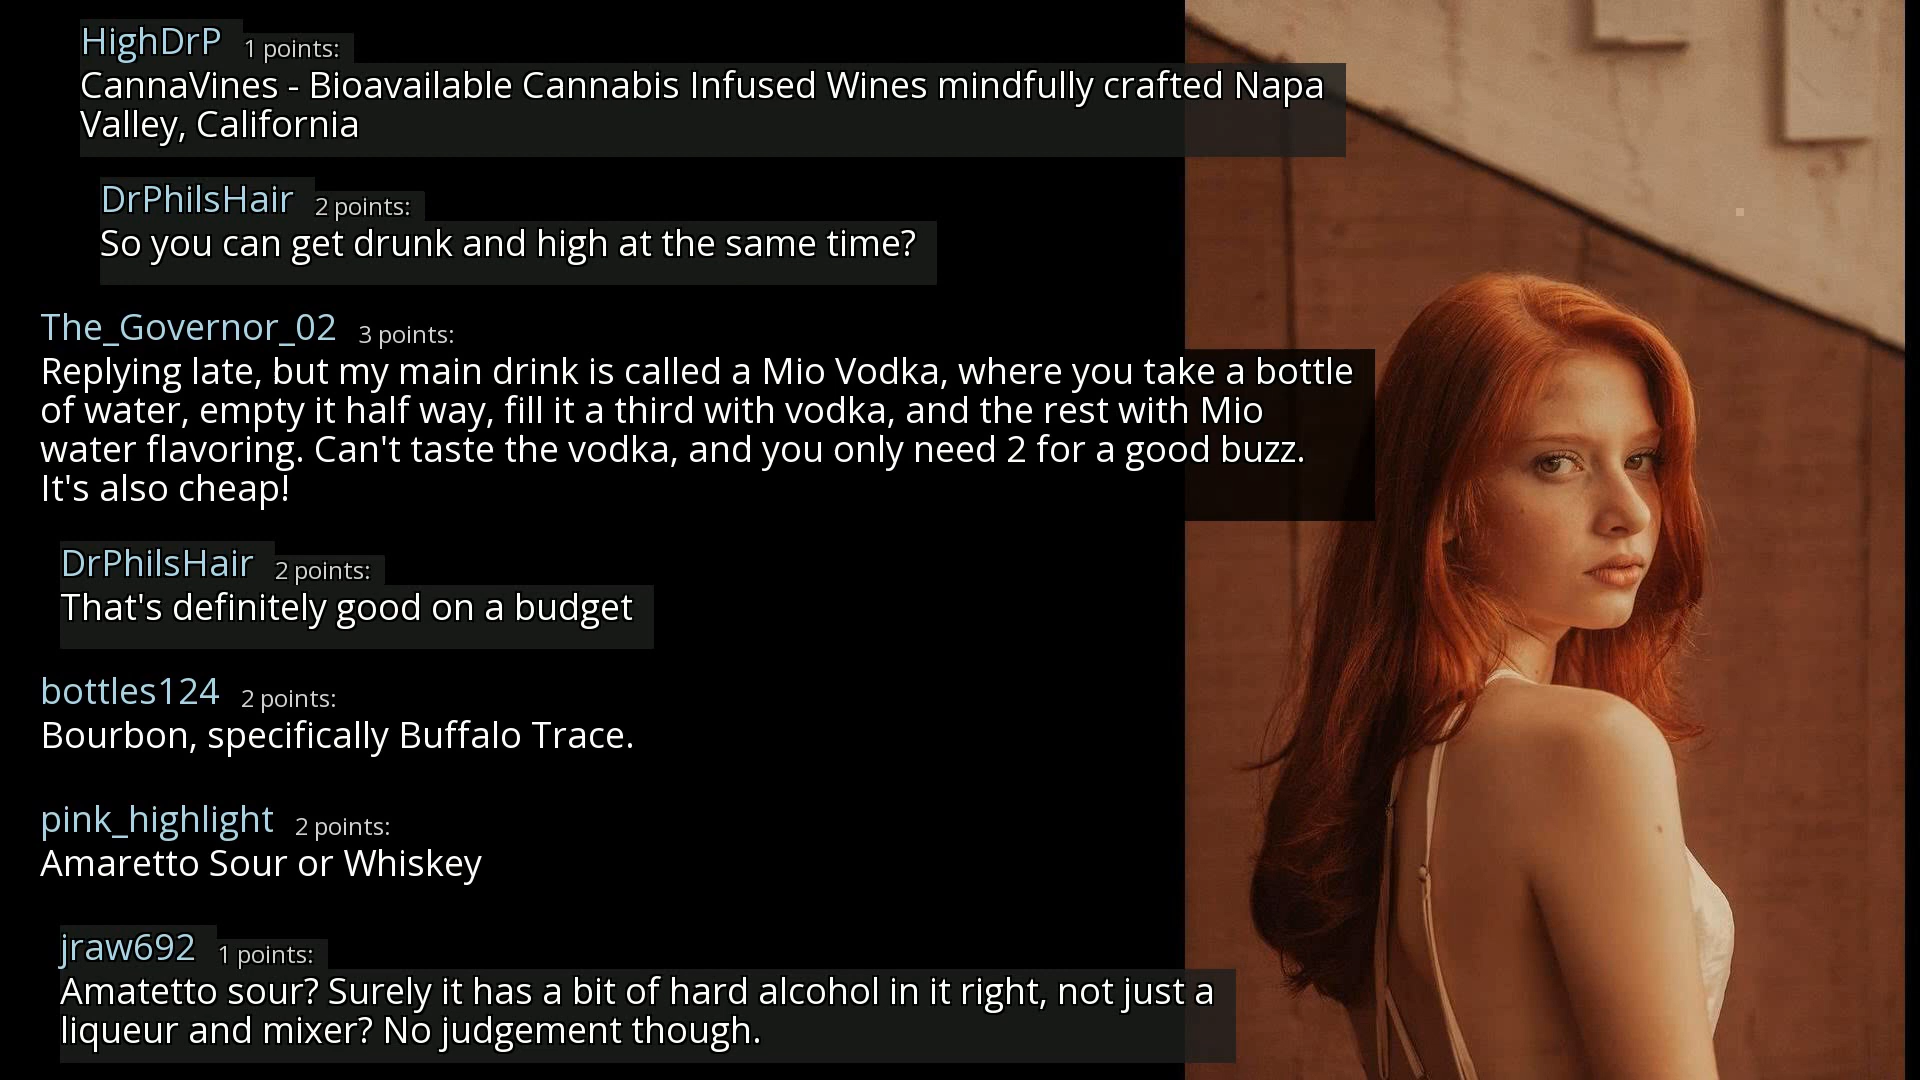 HighDrP 1 points:
CannaVines - Bioavailable Cannabis Infused Wines mindfully crafted Napa
Valley, California
DrPhilsHair 2 points:
So you can get drunk and high at the same time?
The_Governor_02 3 points:
Replying late, but my main drink is called a Mio Vodka, where you take a bottle
of water, empty it half way, fill it a third with vodka, and the rest with Mio
water flavoring. Can't taste the vodka, and you only need 2 for a good buzz.
It's also cheap!
DrPhilsHair 2 points:
That's definitely good on a budget
bottles124 2 points:
Bourbon, specifically Buffalo Trace.
pink_highlight 2 points:
Amaretto Sour or Whiskey
jraw692 1 points:
Amatetto sour? Surely it has a bit of hard alcohol in it right, not just a
liqueur and mixer? No judgement though.